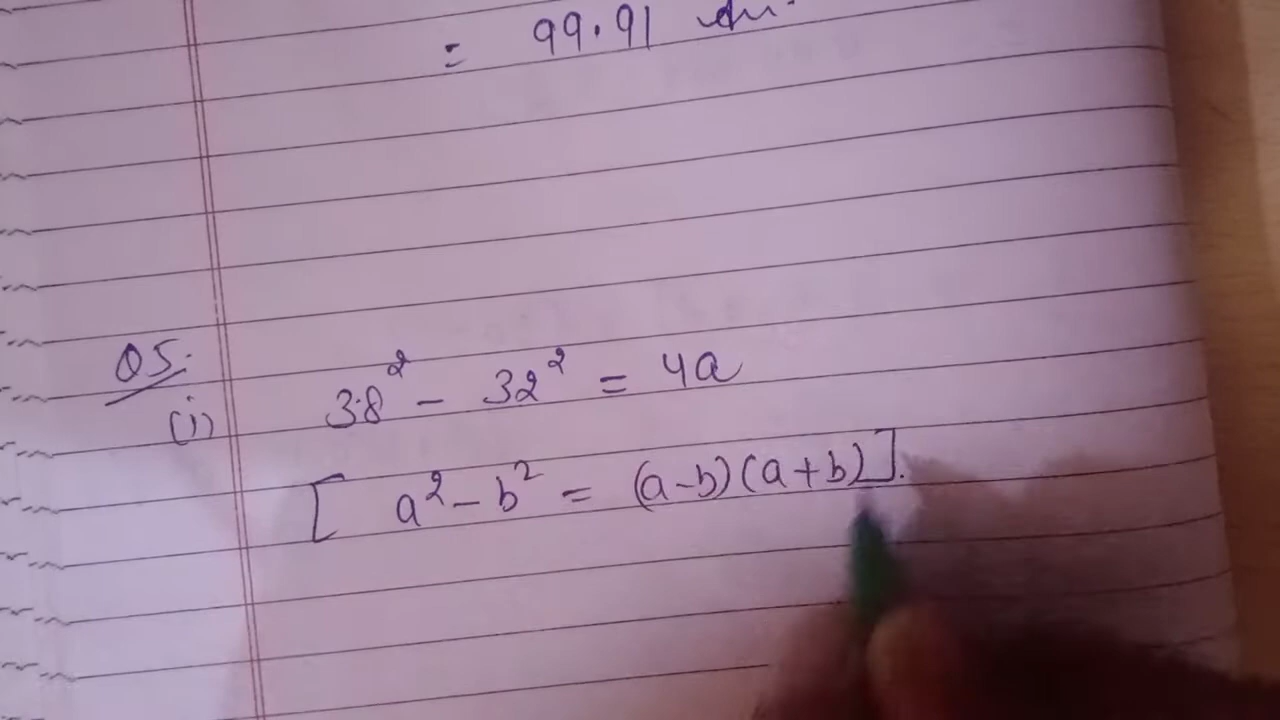 = 99.91
Q5.
(i) 38² - 32² = 4a
[ a² - b² = (a-b)(a+b)].